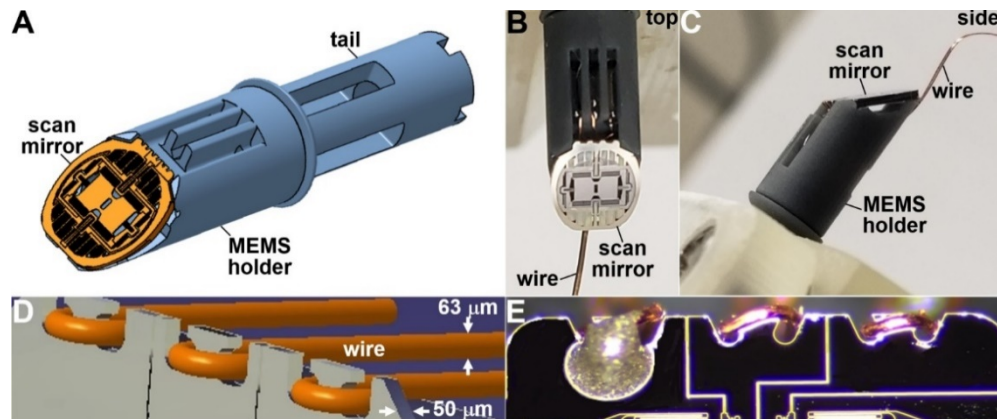 A
tail
scan
mirror
MEMS
holder
B
top
scan
mirror
wire
C
side
scan
mirror
wire
MEMS
holder
D
63 μm
wire
50 μm
E